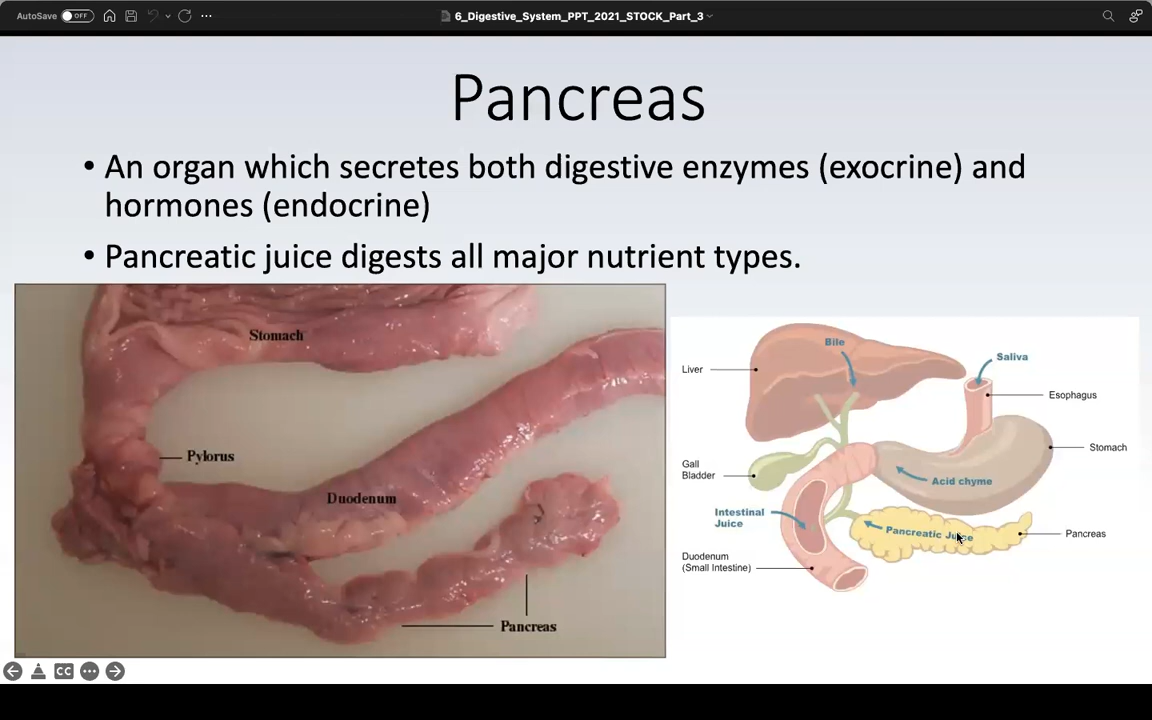 AutoSave OFF
6_Digestive_System_PPT_2021_STOCK_Part_3
Pancreas
• An organ which secretes both digestive enzymes (exocrine) and
hormones (endocrine)
• Pancreatic juice digests all major nutrient types.
Stomach
Pylorus
Duodenum
Pancreas
Bile
Saliva
Liver
Esophagus
Stomach
Gall
Bladder
Acid chyme
Intestinal
Juice
Pancreatic Juice
Pancreas
Duodenum
(Small Intestine)
CC